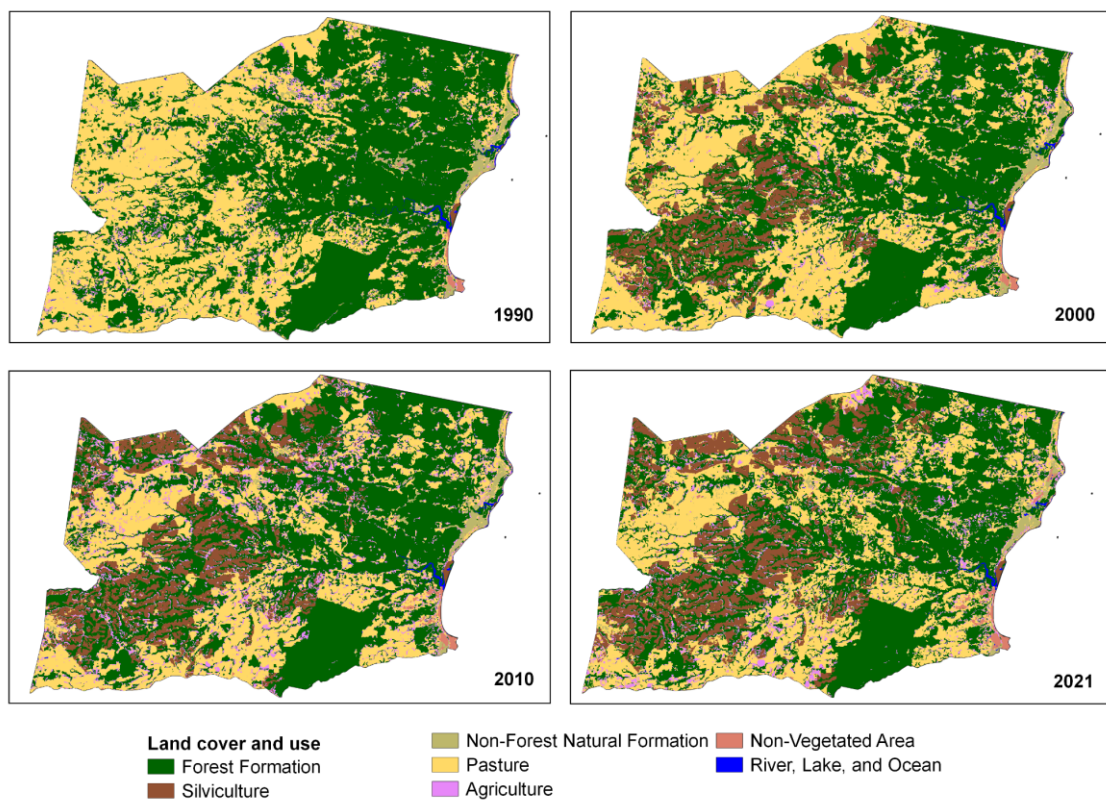 1990
2000
2010
2021
Land cover and use
Forest Formation
Silviculture
Non-Forest Natural Formation
Pasture
Agriculture
Non-Vegetated Area
River, Lake, and Ocean